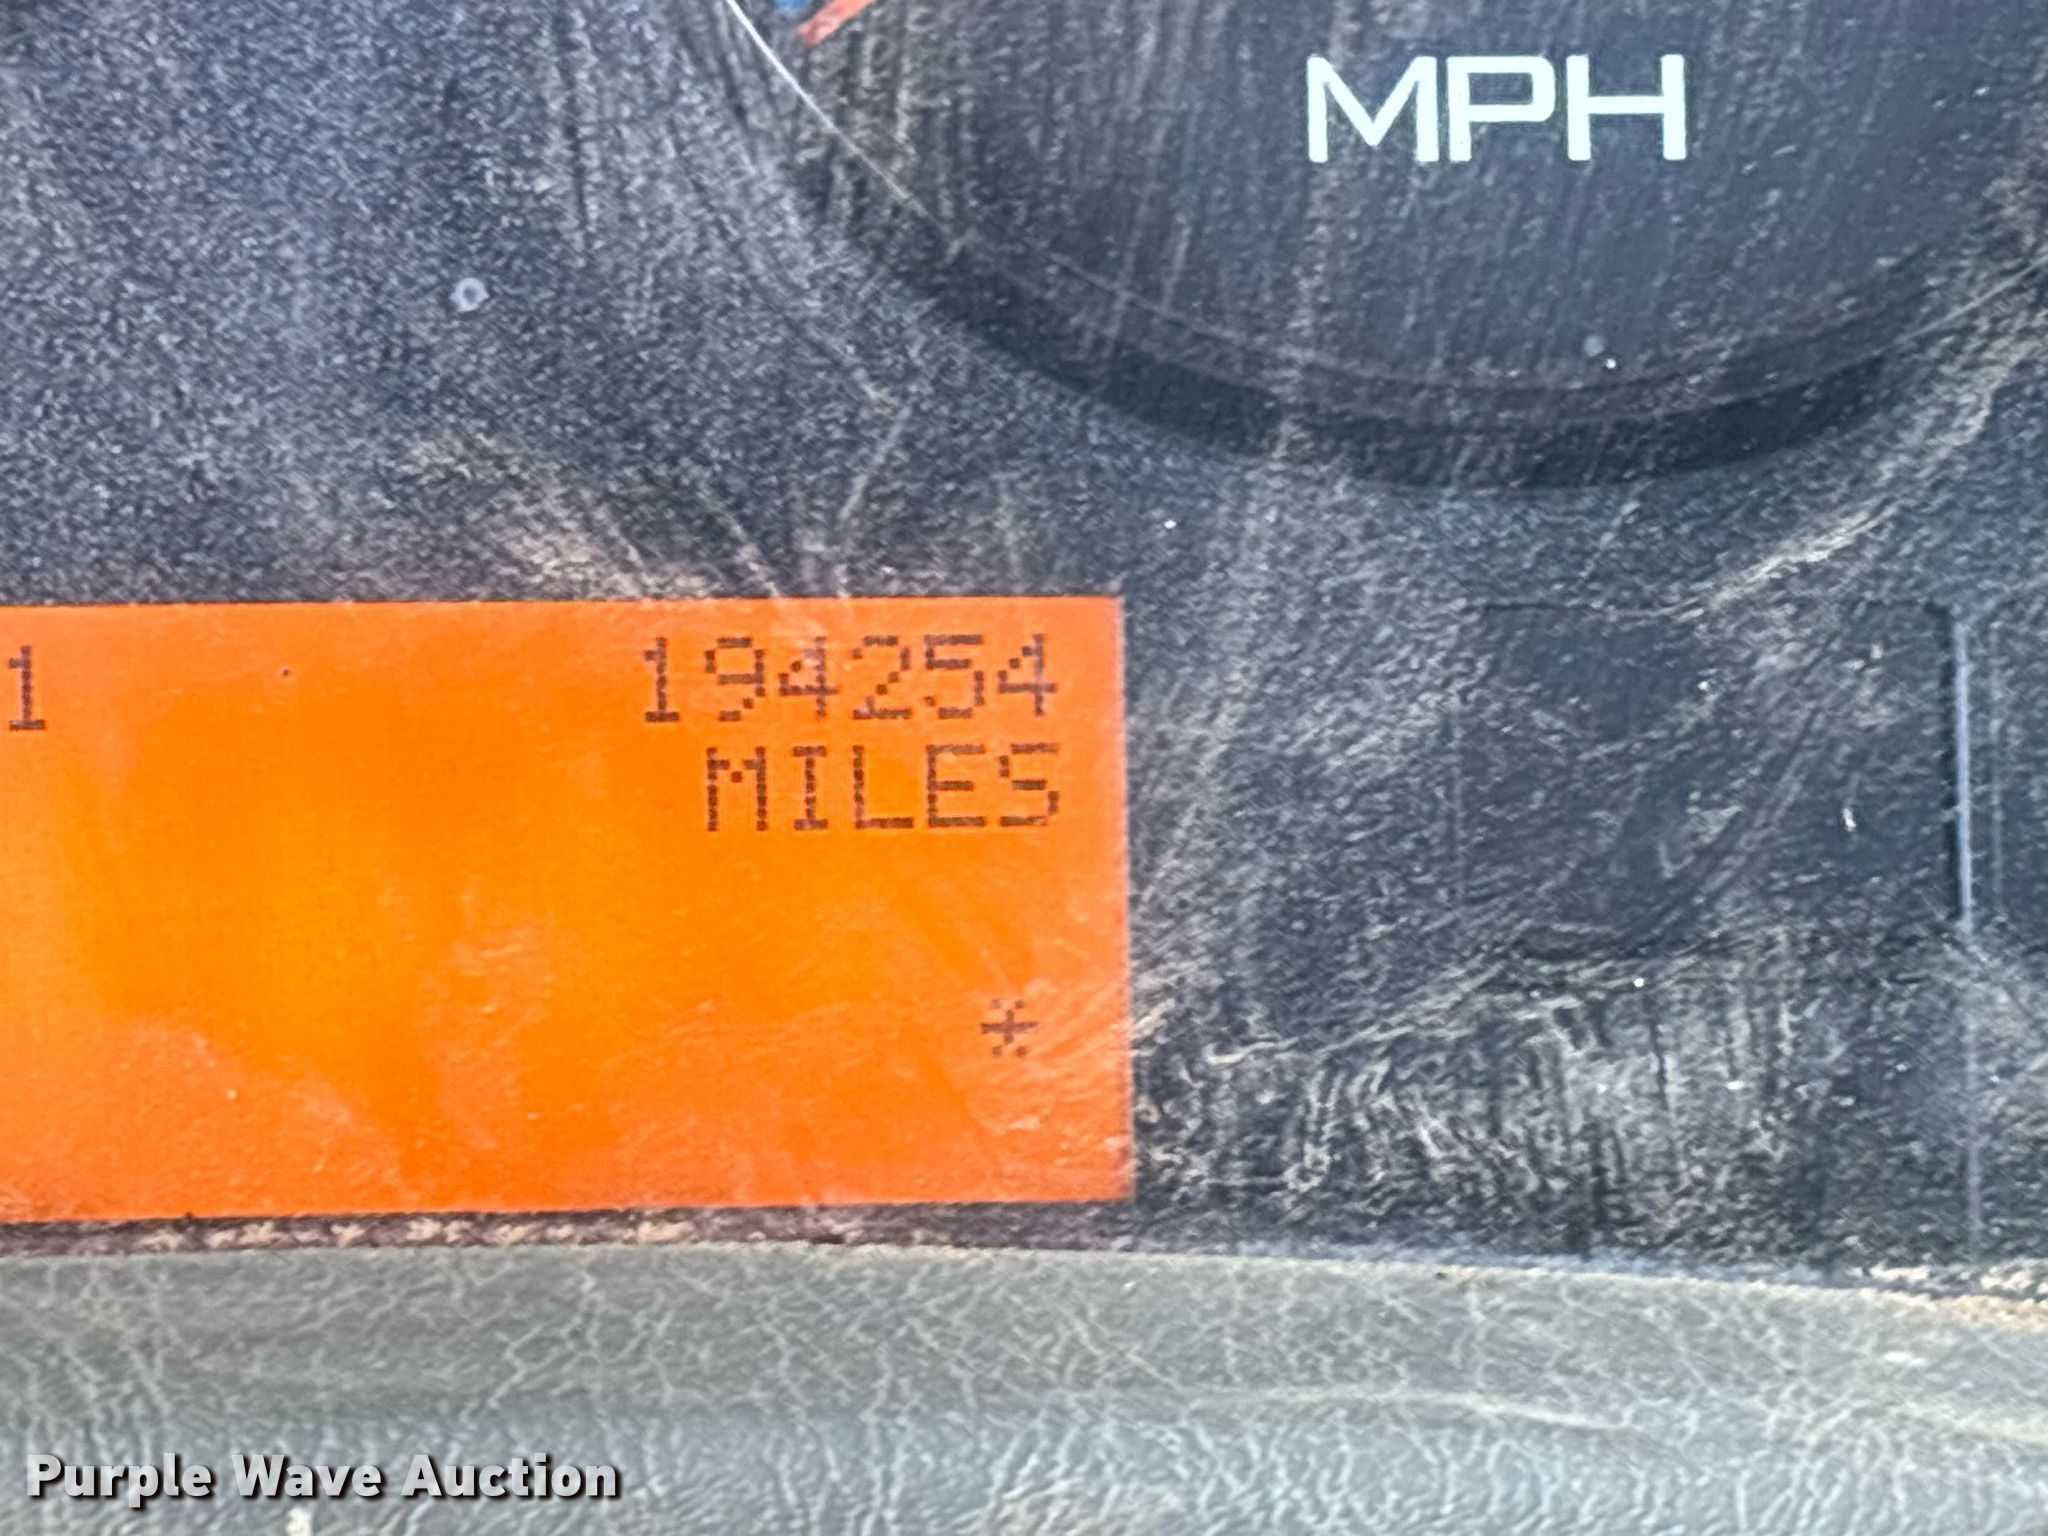 MPH
1 194254
MILES
*
Purple Wave Auction